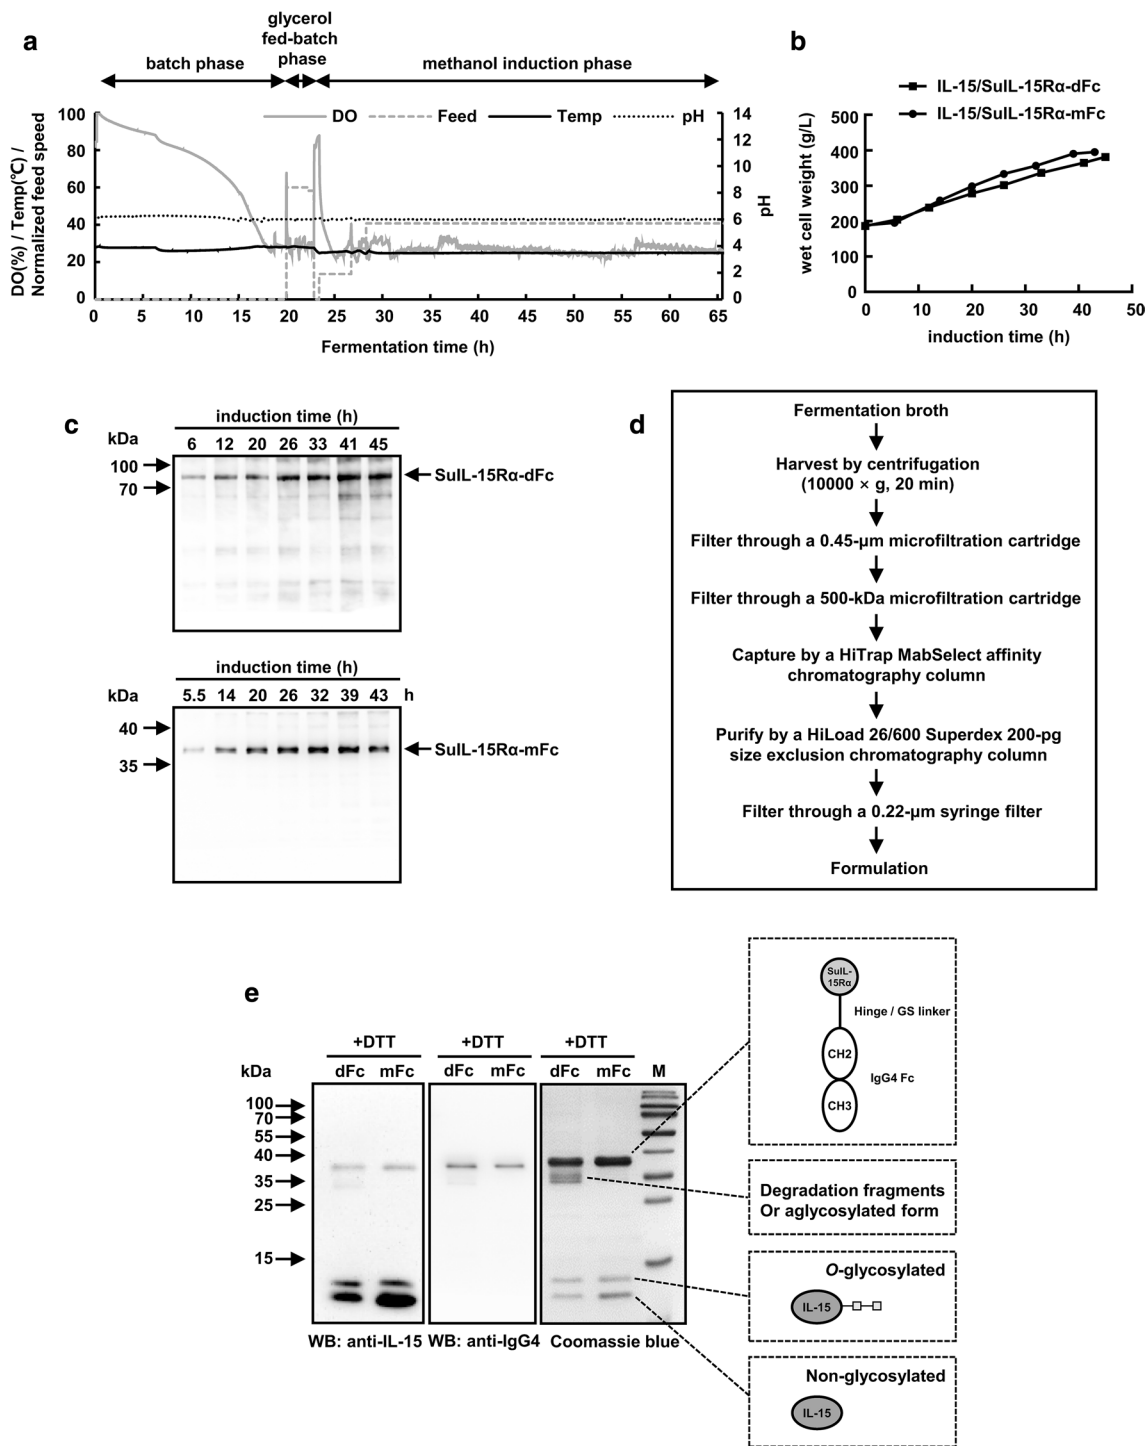 a
glycerol
fed-batch
phase
batch phase
methanol induction phase
DO
Feed
Temp
pH
DO(%) / Temp(℃) /
Normalized feed speed
100
80
60
40
20
0
14
12
10
8
6
4
2
0
pH
0 5 10 15 20 25 30 35 40 45 50 55 60 65
Fermentation time (h)
b
IL-15/SuIL-15Rα-dFc
IL-15/SuIL-15Rα-mFc
wet cell weight (g/L)
500
400
300
200
100
0
0 10 20 30 40 50
induction time (h)
c
induction time (h)
kDa
6 12 20 26 33 41 45
100
70
SuIL-15Rα-dFc
induction time (h)
kDa
5.5 14 20 26 32 39 43 h
40
35
SuIL-15Rα-mFc
d
Fermentation broth
Harvest by centrifugation
(10000 × g, 20 min)
Filter through a 0.45-μm microfiltration cartridge
Filter through a 500-kDa microfiltration cartridge
Capture by a HiTrap MabSelect affinity
chromatography column
Purify by a HiLoad 26/600 Superdex 200-pg
size exclusion chromatography column
Filter through a 0.22-μm syringe filter
Formulation
e
+DTT +DTT +DTT
kDa
dFc mFc dFc mFc dFc mFc M
100
70
55
40
35
25
15
WB: anti-IL-15 WB: anti-IgG4 Coomassie blue
SuIL-
15Rα
Hinge / GS linker
CH2
IgG4 Fc
CH3
Degradation fragments
Or aglycosylated form
O-glycosylated
IL-15
Non-glycosylated
IL-15